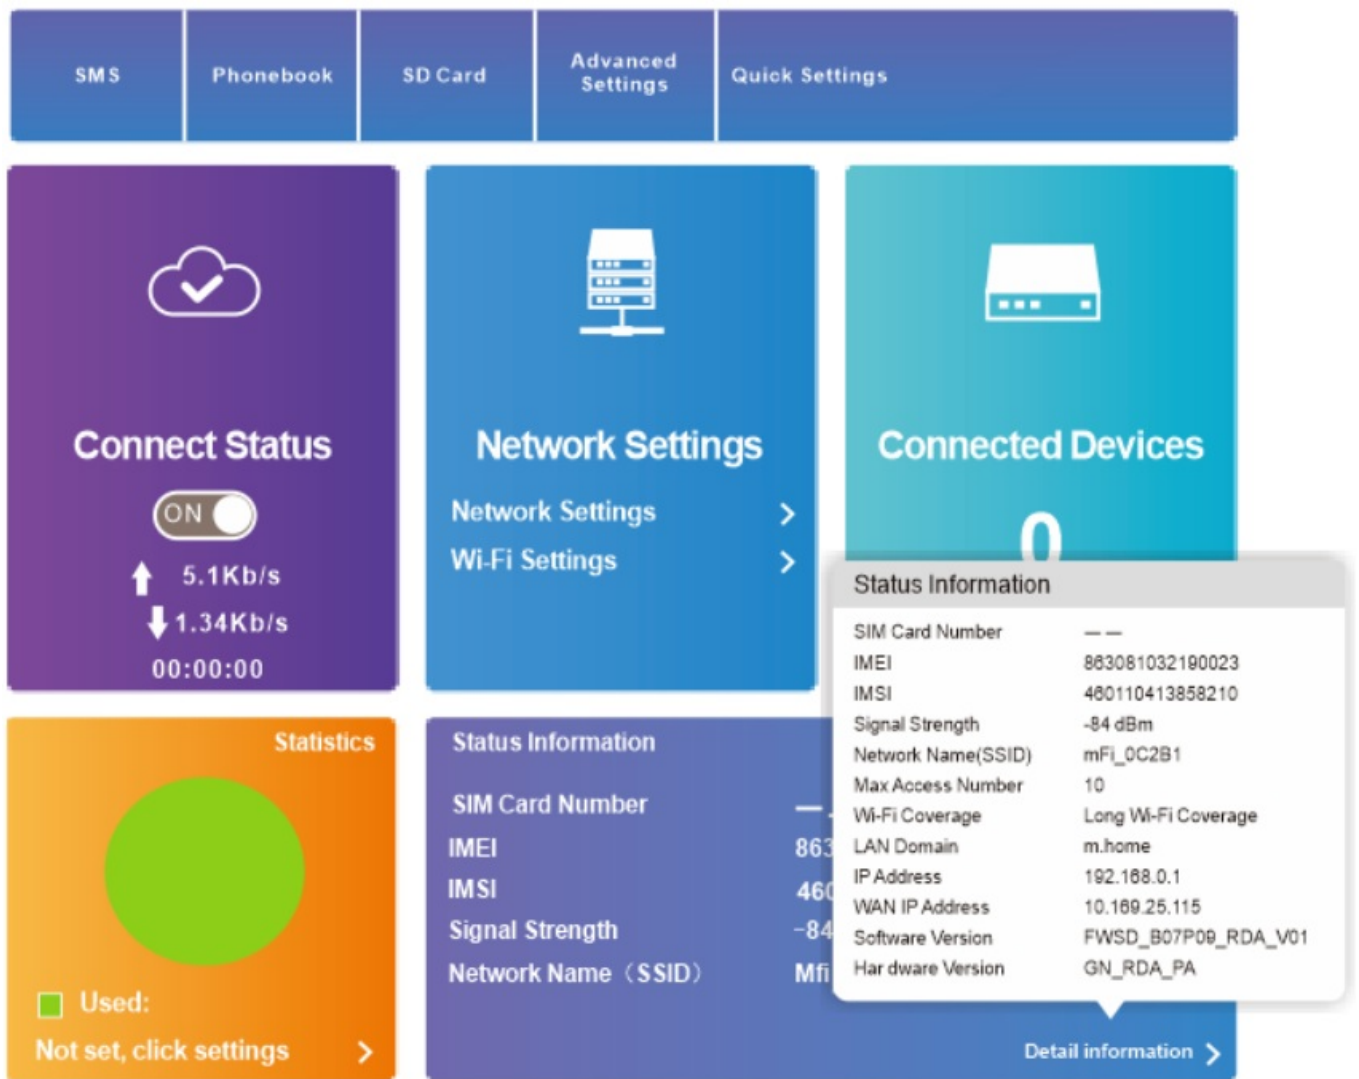 SMS
Phonebook
SD Card
Advanced
Settings
Quick Settings
Connect Status
ON
5.1Kb/s
1.34Kb/s
00:00:00
Network Settings
Network Settings
Wi-Fi Settings
Connected Devices
0
Statistics
Used:
Not set, click settings
Status Information
SIM Card Number —
IMEI 863
IMSI 460
Signal Strength -84
Network Name（SSID） Mfi
Detail information
Status Information
SIM Card Number — —
IMEI 863081032190023
IMSI 460110413858210
Signal Strength -84 dBm
Network Name(SSID) mFi_0C2B1
Max Access Number 10
Wi-Fi Coverage Long Wi-Fi Coverage
LAN Domain m.home
IP Address 192.168.0.1
WAN IP Address 10.169.25.115
Software Version FWSD_B07P09_RDA_V01
Har dware Version GN_RDA_PA